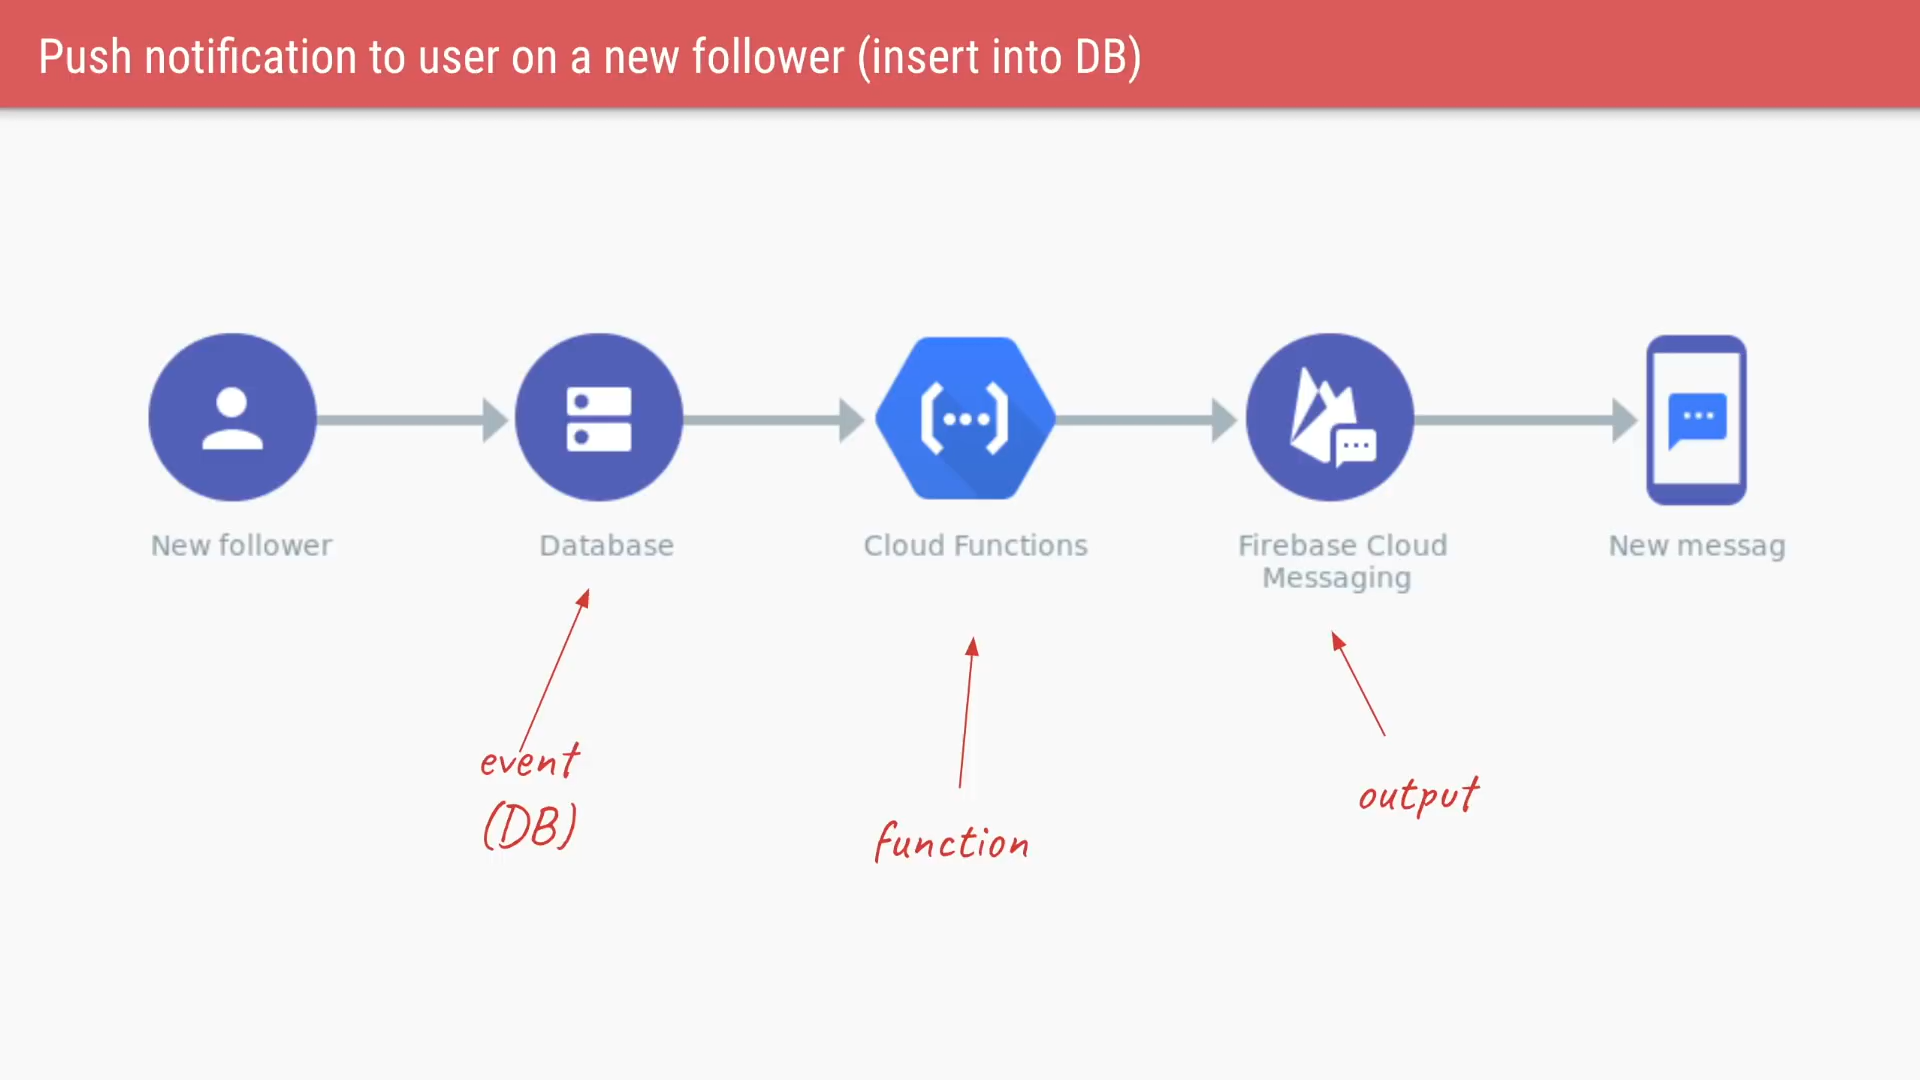 Push notification to user on a new follower (insert into DB)
New follower
Database
Cloud Functions
Firebase Cloud
Messaging
New messag
event
(DB)
function
output